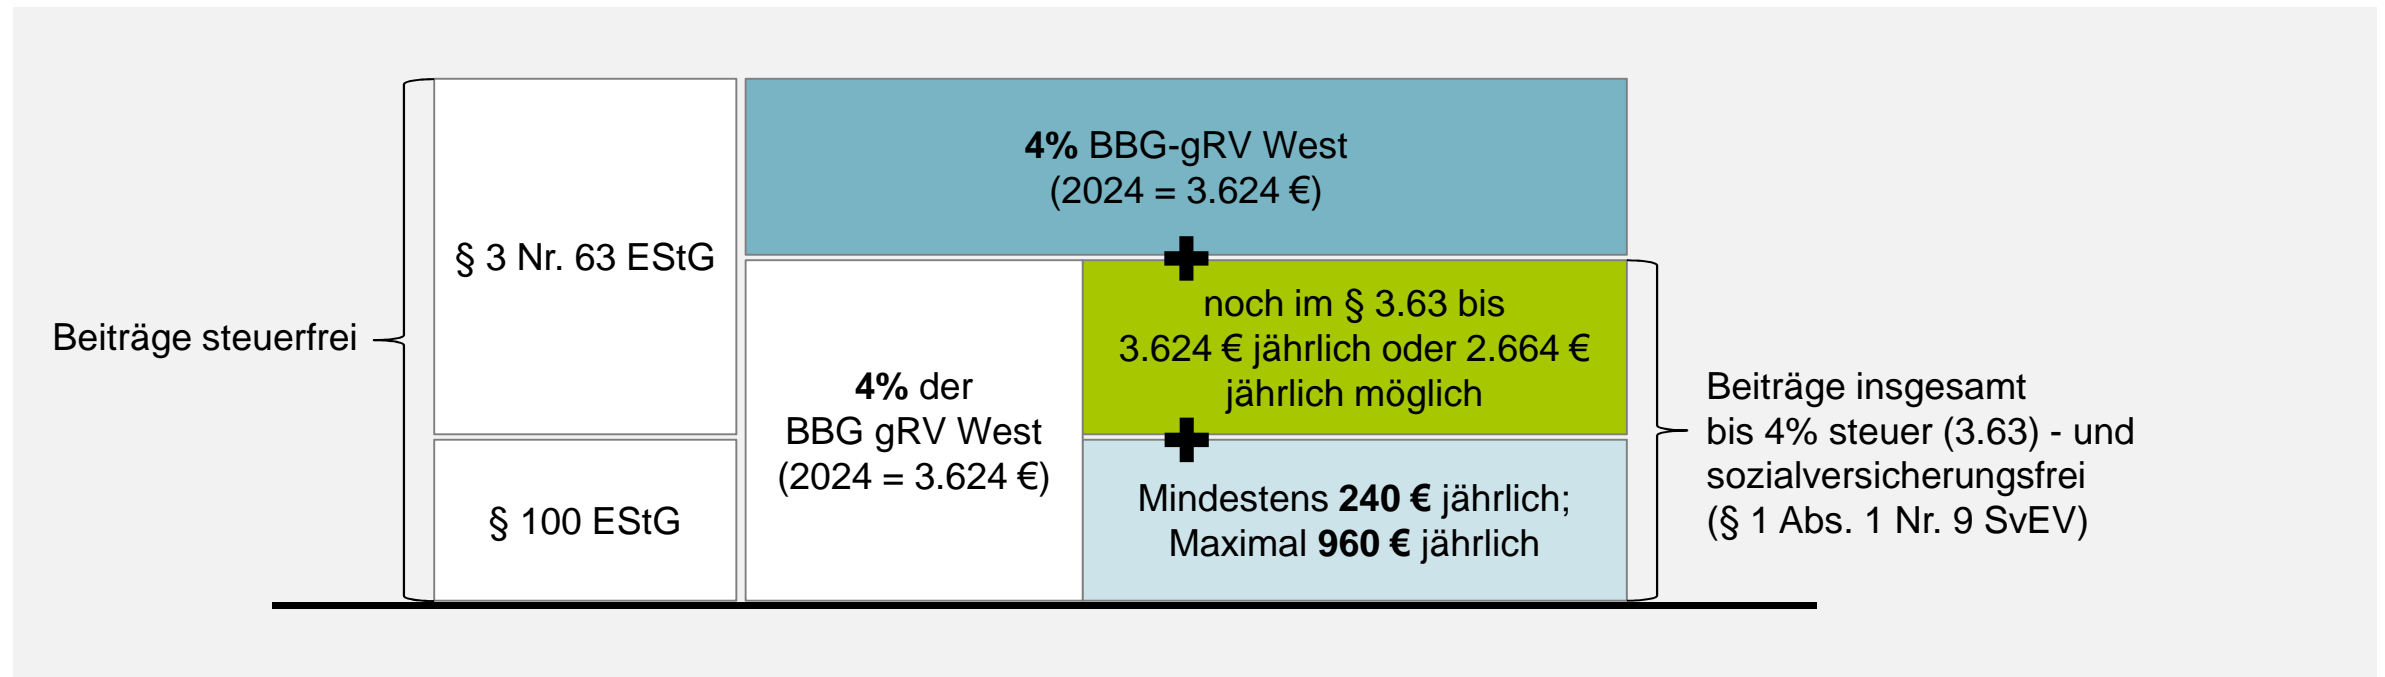 Beiträge steuerfrei
§ 3 Nr. 63 EStG
§ 100 EStG
4% BBG-gRV West
(2024 = 3.624 €)
4% der
BBG gRV West
(2024 = 3.624 €)
noch im § 3.63 bis
3.624 € jährlich oder 2.664 €
jährlich möglich
Mindestens 240 € jährlich;
Maximal 960 € jährlich
Beiträge insgesamt
bis 4% steuer (3.63) - und
sozialversicherungsfrei
(§ 1 Abs. 1 Nr. 9 SvEV)